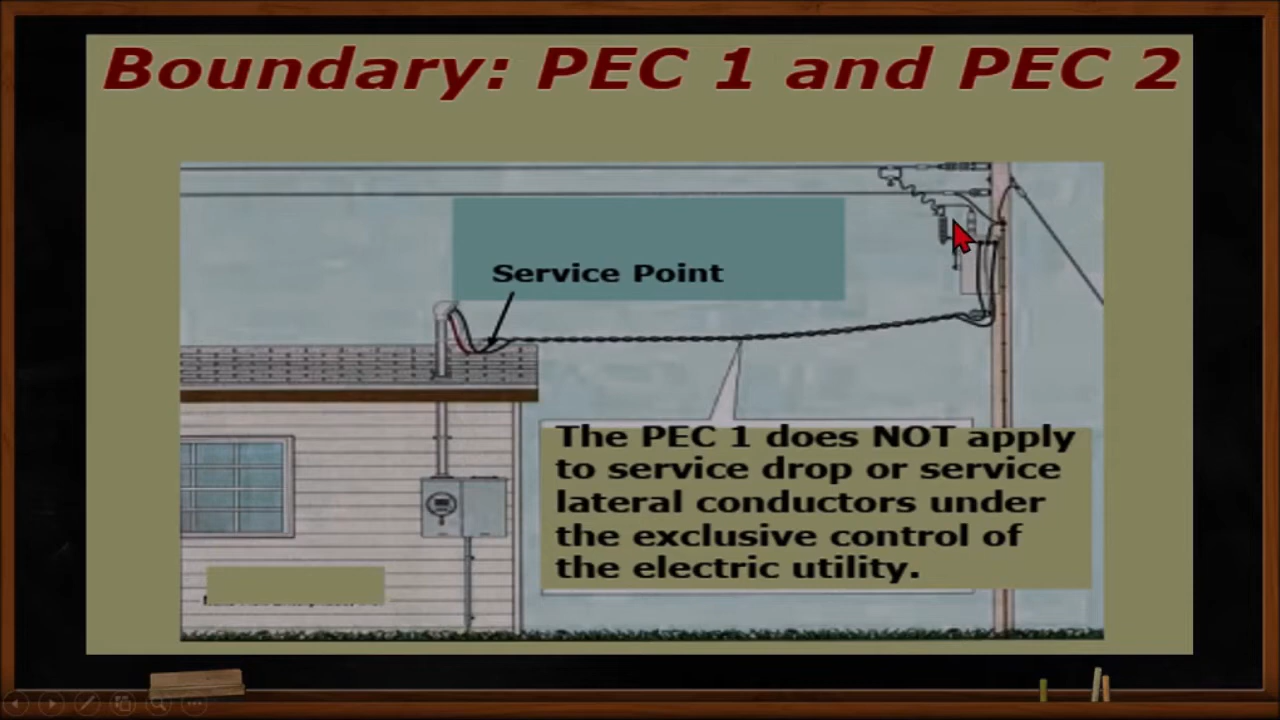 Boundary: PEC 1 and PEC 2
Service Point
The PEC 1 does NOT apply
to service drop or service
lateral conductors under
the exclusive control of
the electric utility.